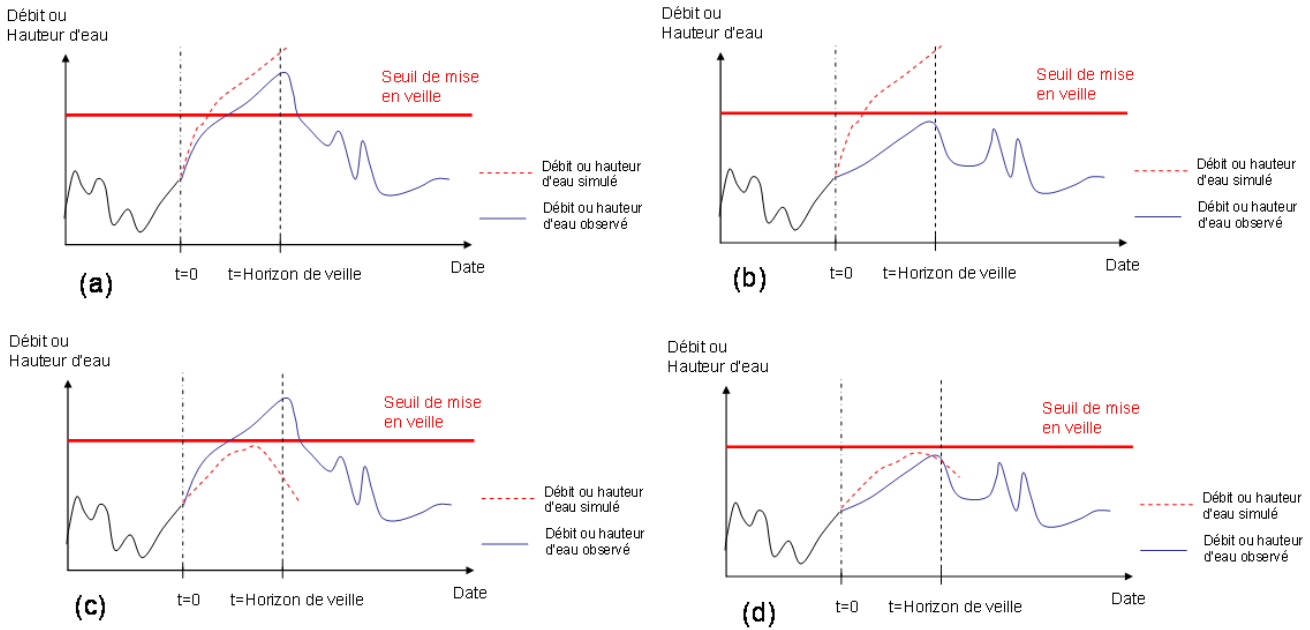 Débit ou
Hauteur d'eau
Seuil de mise
en veille
Débit ou hauteur
d'eau simulé
Débit ou hauteur
d'eau observé
Date
t=0
t=Horizon de veille
(a)
Débit ou
Hauteur d'eau
Seuil de mise
en veille
Débit ou hauteur
d'eau simulé
Débit ou hauteur
d'eau observé
Date
t=0
t=Horizon de veille
(b)
Débit ou
Hauteur d'eau
Seuil de mise
en veille
Débit ou hauteur
d'eau simulé
Débit ou hauteur
d'eau observé
Date
t=0
t=Horizon de veille
(c)
Débit ou
Hauteur d'eau
Seuil de mise
en veille
Débit ou hauteur
d'eau simulé
Débit ou hauteur
d'eau observé
Date
t=0
t=Horizon de veille
(d)